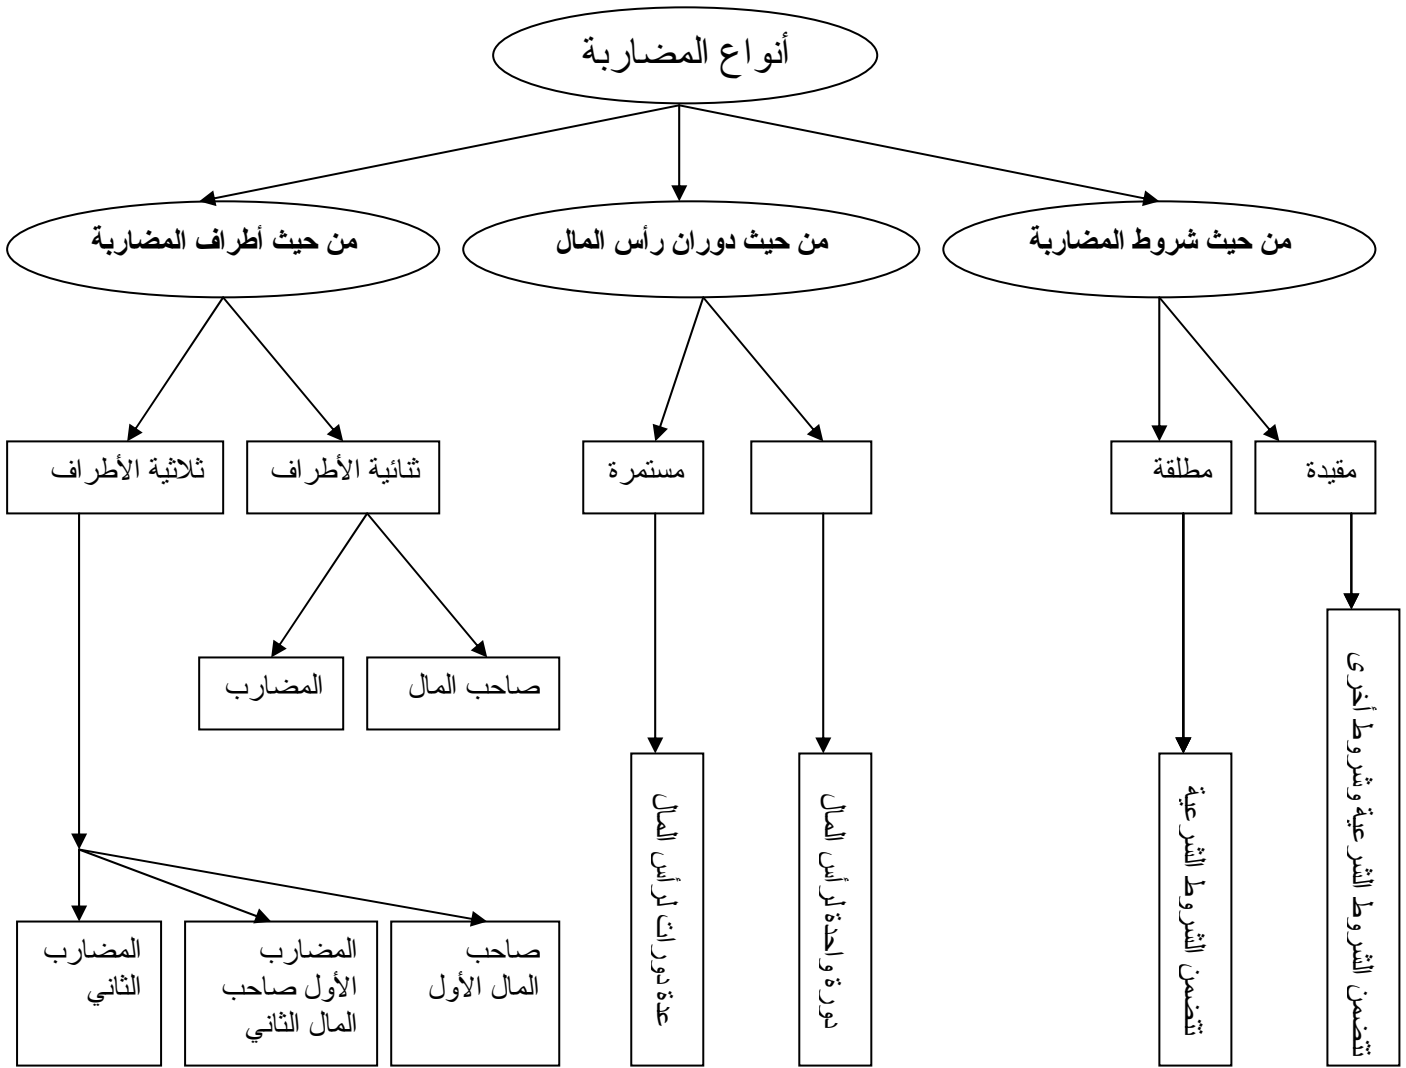 أنواع المضاربة
من حيث شروط المضاربة
من حيث دوران رأس المال
من حيث أطراف المضاربة
مقيدة
مطلقة
مستمرة
ثنائية الأطراف
ثلاثية الأطراف
تتضمن الشروط الشرعية وشروط أخرى
صاحب المال
المضارب
تتضمن الشروط الشرعية
دورة واحدة لرأس المال
عدة دورات لرأس المال
صاحب
المال الأول
المضارب
الأول صاحب
المال الثاني
المضارب
الثاني